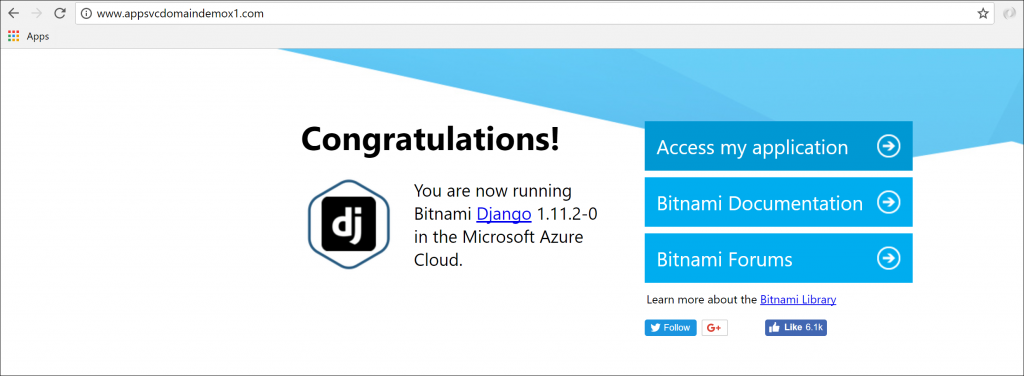 www.appsvcdomaindemox1.com
Apps
Congratulations!
dj
You are now running
Bitnami Django 1.11.2-0
in the Microsoft Azure
Cloud.
Access my application
Bitnami Documentation
Bitnami Forums
Learn more about the Bitnami Library
Follow G+ Like 6.1k